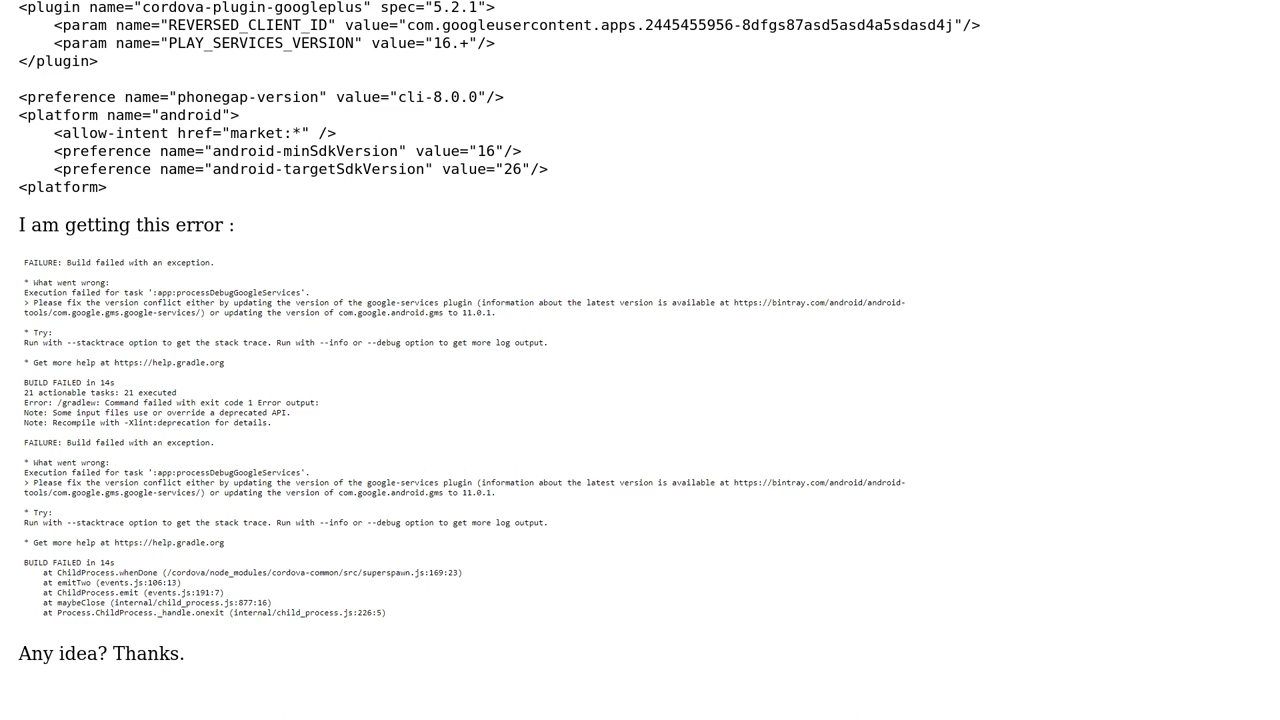 <plugin name="cordova-plugin-googleplus" spec="5.2.1">
    <param name="REVERSED_CLIENT_ID" value="com.googleusercontent.apps.2445455956-8dfgs87asd5asd4a5sdasd4j"/>
    <param name="PLAY_SERVICES_VERSION" value="16.+"/>
</plugin>

<preference name="phonegap-version" value="cli-8.0.0"/>
<platform name="android">
    <allow-intent href="market:*" />
    <preference name="android-minSdkVersion" value="16"/>
    <preference name="android-targetSdkVersion" value="26"/>
<platform>

I am getting this error :

FAILURE: Build failed with an exception.

* What went wrong:
Execution failed for task ':app:processDebugGoogleServices'.
> Please fix the version conflict either by updating the version of the google-services plugin (information about the latest version is available at https://bintray.com/android/android-
tools/com.google.gms.google-services/) or updating the version of com.google.android.gms to 11.0.1.

* Try:
Run with --stacktrace option to get the stack trace. Run with --info or --debug option to get more log output.

* Get more help at https://help.gradle.org

BUILD FAILED in 14s
21 actionable tasks: 21 executed
Error: /gradlew: Command failed with exit code 1 Error output:
Note: Some input files use or override a deprecated API.
Note: Recompile with -Xlint:deprecation for details.

FAILURE: Build failed with an exception.

* What went wrong:
Execution failed for task ':app:processDebugGoogleServices'.
> Please fix the version conflict either by updating the version of the google-services plugin (information about the latest version is available at https://bintray.com/android/android-
tools/com.google.gms.google-services/) or updating the version of com.google.android.gms to 11.0.1.

* Try:
Run with --stacktrace option to get the stack trace. Run with --info or --debug option to get more log output.

* Get more help at https://help.gradle.org

BUILD FAILED in 14s
    at ChildProcess.whenDone (/cordova/node_modules/cordova-common/src/superspawn.js:169:23)
    at emitTwo (events.js:106:13)
    at ChildProcess.emit (events.js:191:7)
    at maybeClose (internal/child_process.js:877:16)
    at Process.ChildProcess._handle.onexit (internal/child_process.js:226:5)

Any idea? Thanks.